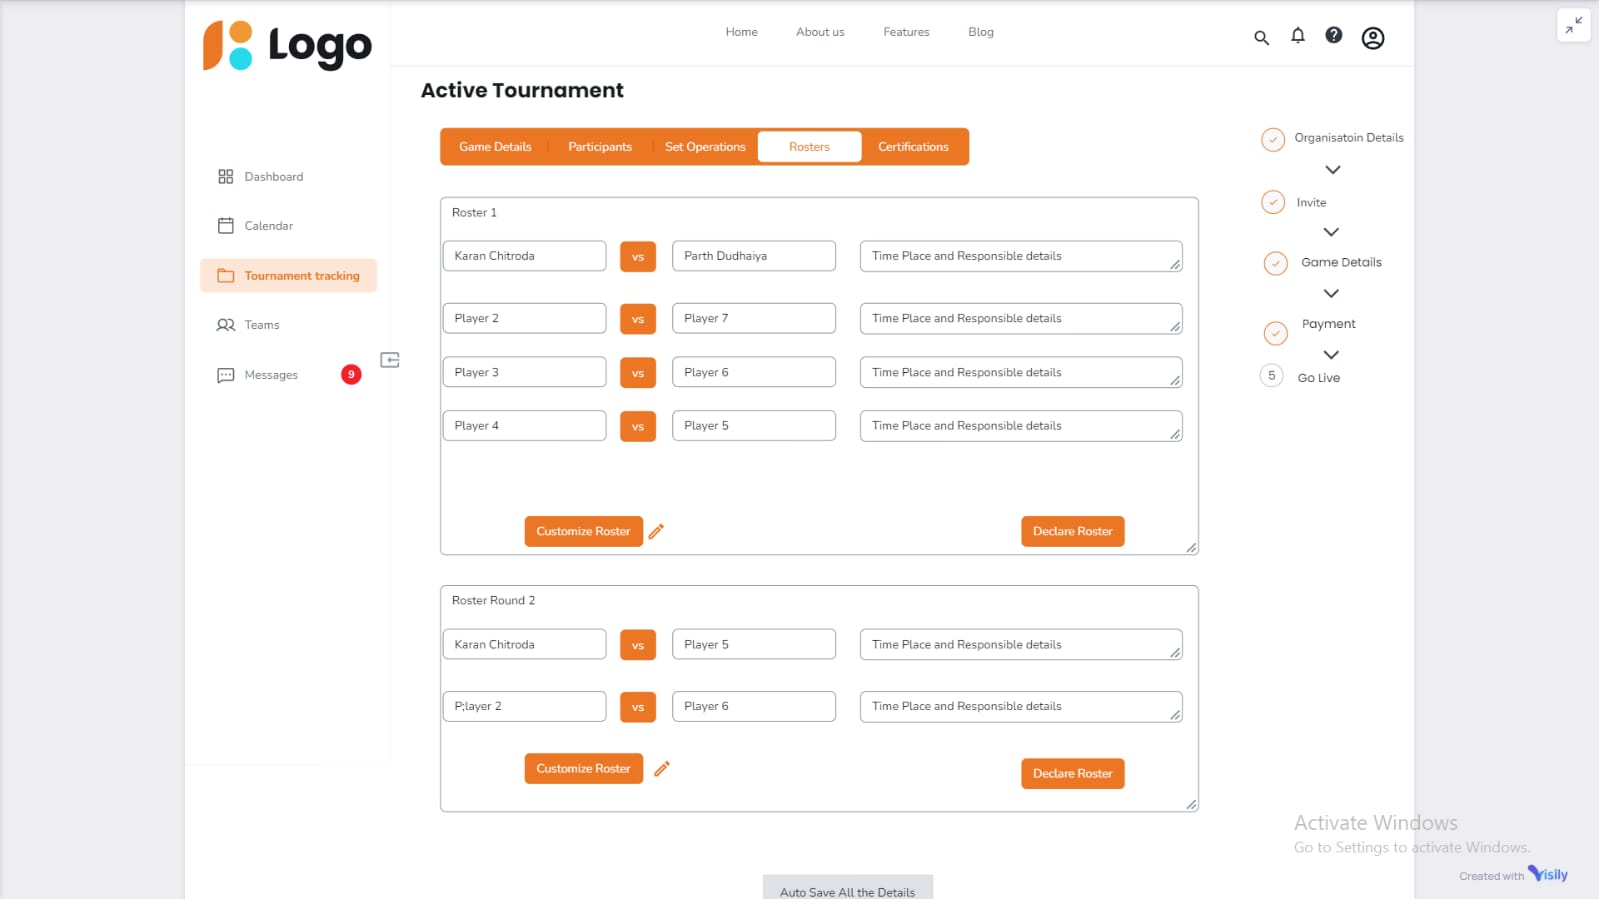 Logo
Home About us Features Blog
Active Tournament
Game Details Participants Set Operations Rosters Certifications
Dashboard
Calendar
Tournament tracking
Teams
Messages 9
Roster 1
Karan Chitroda vs Parth Dudhaiya Time Place and Responsible details
Player 2 vs Player 7 Time Place and Responsible details
Player 3 vs Player 6 Time Place and Responsible details
Player 4 vs Player 5 Time Place and Responsible details
Customize Roster Declare Roster
Roster Round 2
Karan Chitroda vs Player 5 Time Place and Responsible details
P;layer 2 vs Player 6 Time Place and Responsible details
Customize Roster Declare Roster
Auto Save All the Details
Organisatoin Details
Invite
Game Details
Payment
5 Go Live
Activate Windows
Go to Settings to activate Windows.
Created with Visily